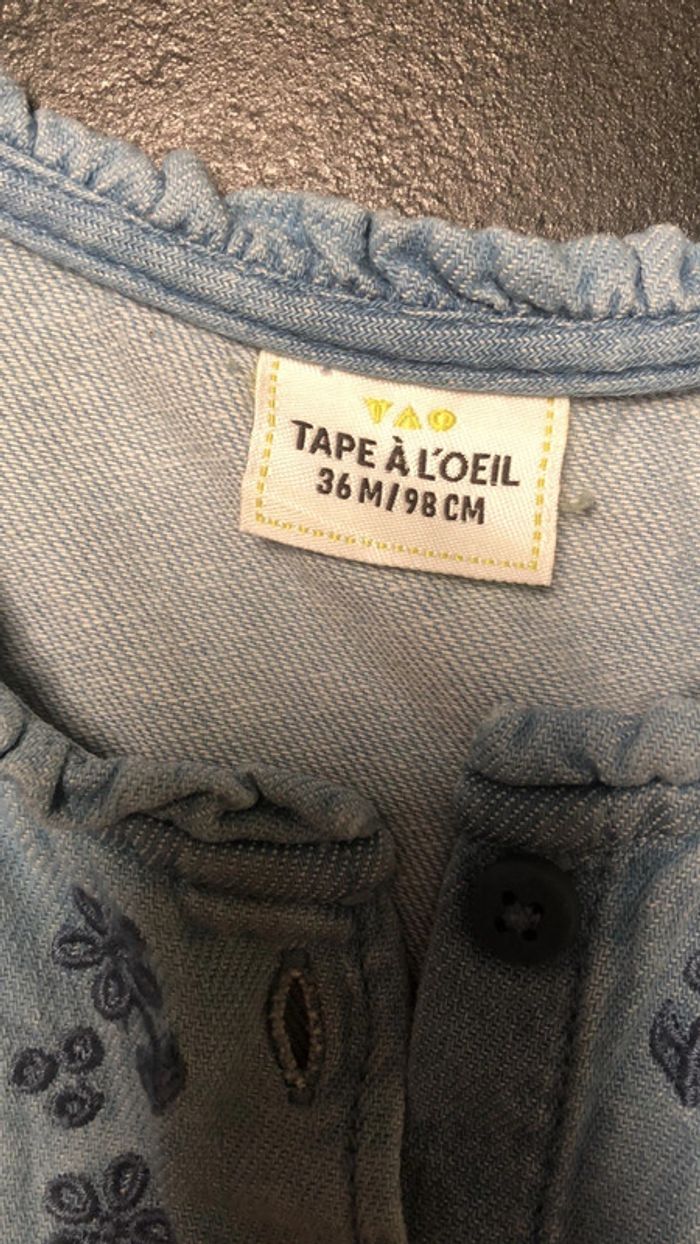 TAO
TAPE À L'OEIL
36 M/98 CM